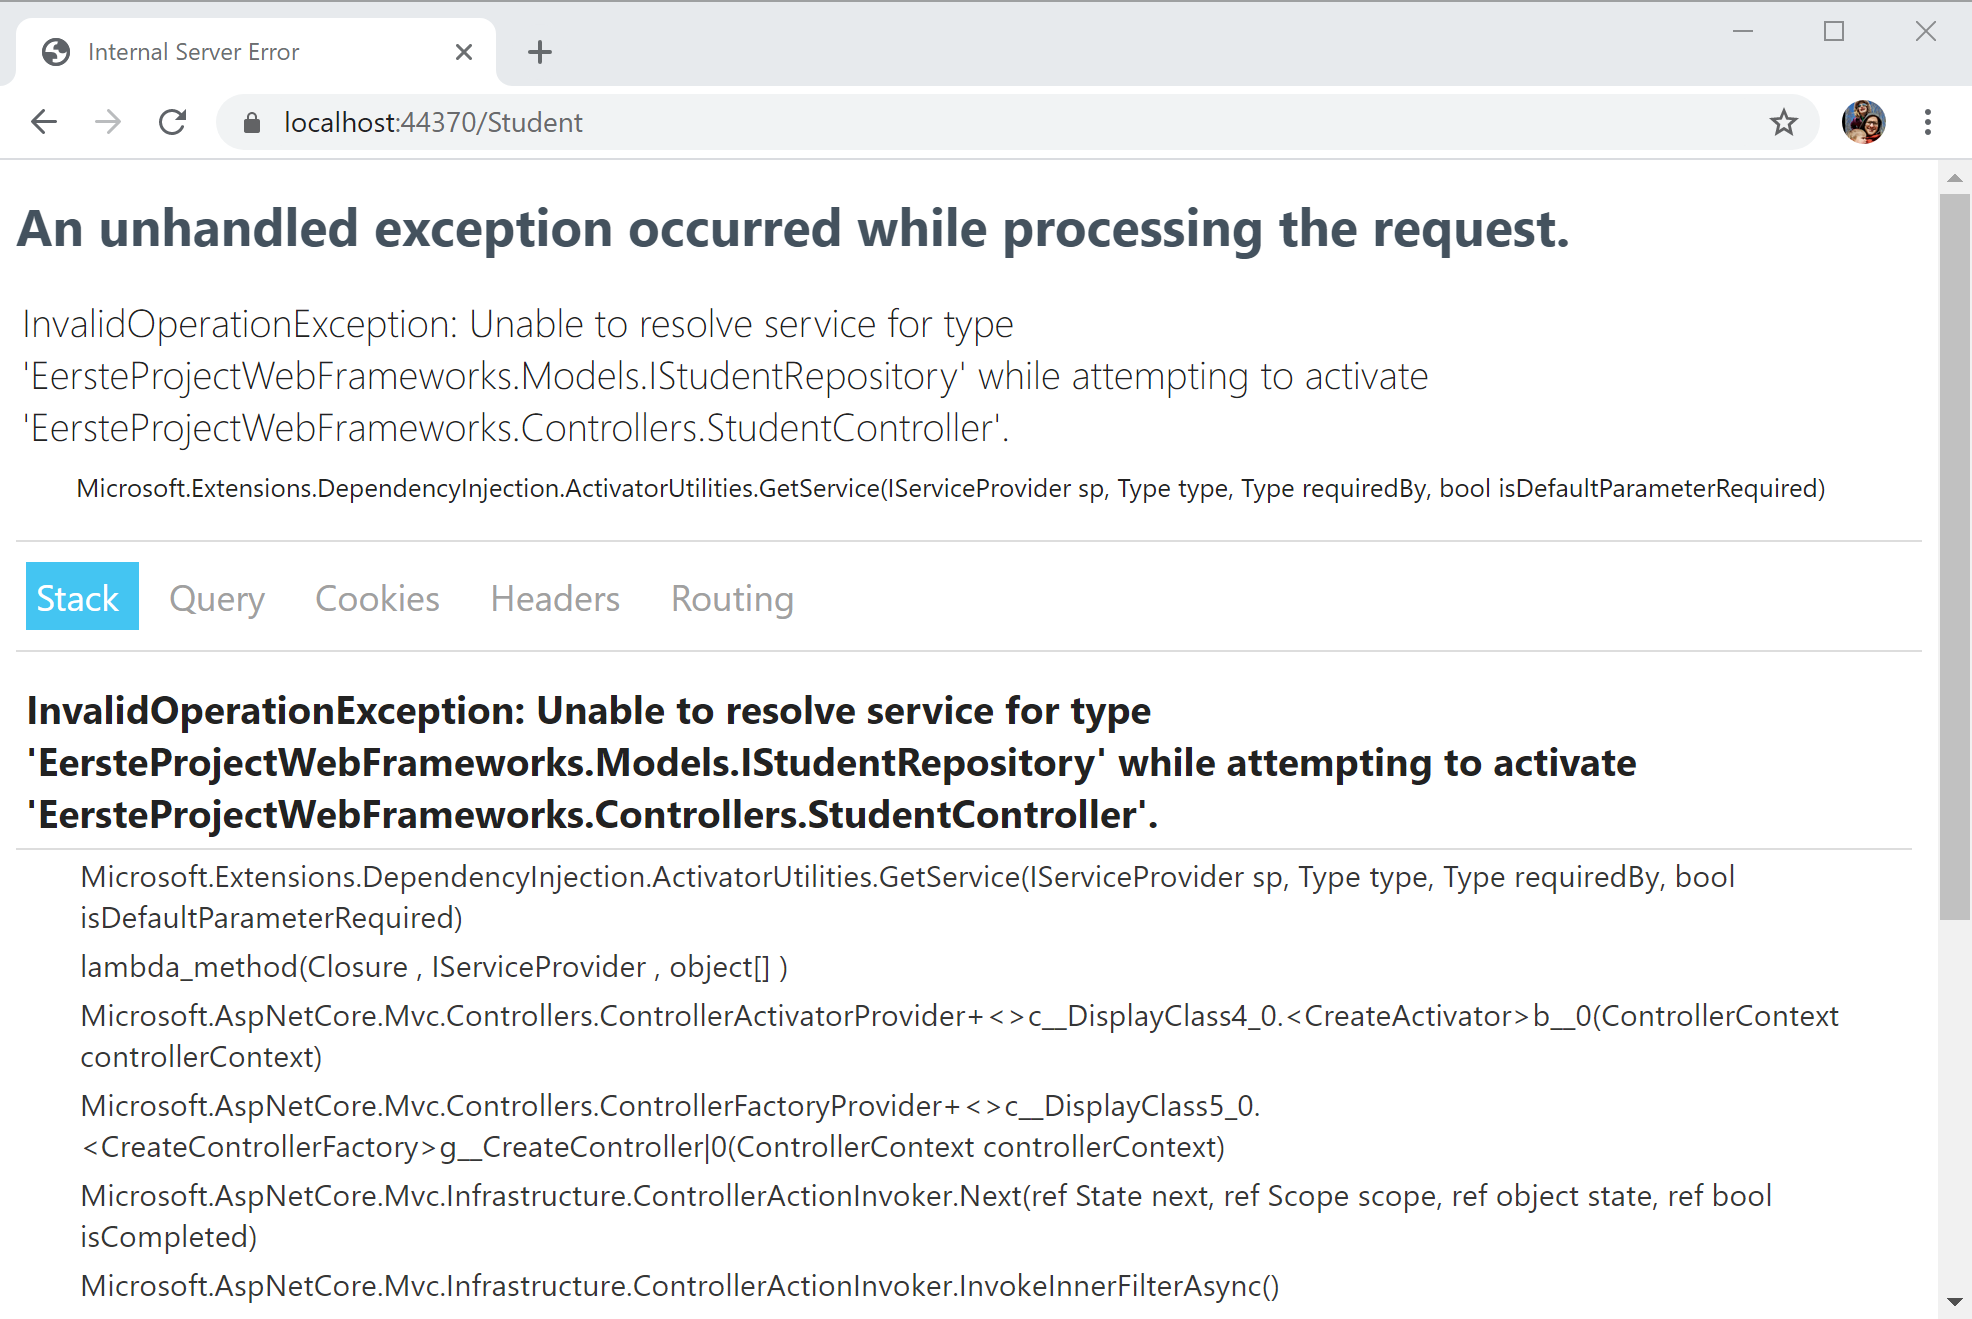 Internal Server Error
localhost:44370/Student
An unhandled exception occurred while processing the request.
InvalidOperationException: Unable to resolve service for type
'EersteProjectWebFrameworks.Models.IStudentRepository' while attempting to activate
'EersteProjectWebFrameworks.Controllers.StudentController'.
Microsoft.Extensions.DependencyInjection.ActivatorUtilities.GetService(IServiceProvider sp, Type type, Type requiredBy, bool isDefaultParameterRequired)
Stack Query Cookies Headers Routing
InvalidOperationException: Unable to resolve service for type
'EersteProjectWebFrameworks.Models.IStudentRepository' while attempting to activate
'EersteProjectWebFrameworks.Controllers.StudentController'.
Microsoft.Extensions.DependencyInjection.ActivatorUtilities.GetService(IServiceProvider sp, Type type, Type requiredBy, bool
isDefaultParameterRequired)
lambda_method(Closure , IServiceProvider , object[] )
Microsoft.AspNetCore.Mvc.Controllers.ControllerActivatorProvider+<>c__DisplayClass4_0.<CreateActivator>b__0(ControllerContext
controllerContext)
Microsoft.AspNetCore.Mvc.Controllers.ControllerFactoryProvider+<>c__DisplayClass5_0.
<CreateControllerFactory>g__CreateController|0(ControllerContext controllerContext)
Microsoft.AspNetCore.Mvc.Infrastructure.ControllerActionInvoker.Next(ref State next, ref Scope scope, ref object state, ref bool
isCompleted)
Microsoft.AspNetCore.Mvc.Infrastructure.ControllerActionInvoker.InvokeInnerFilterAsync()